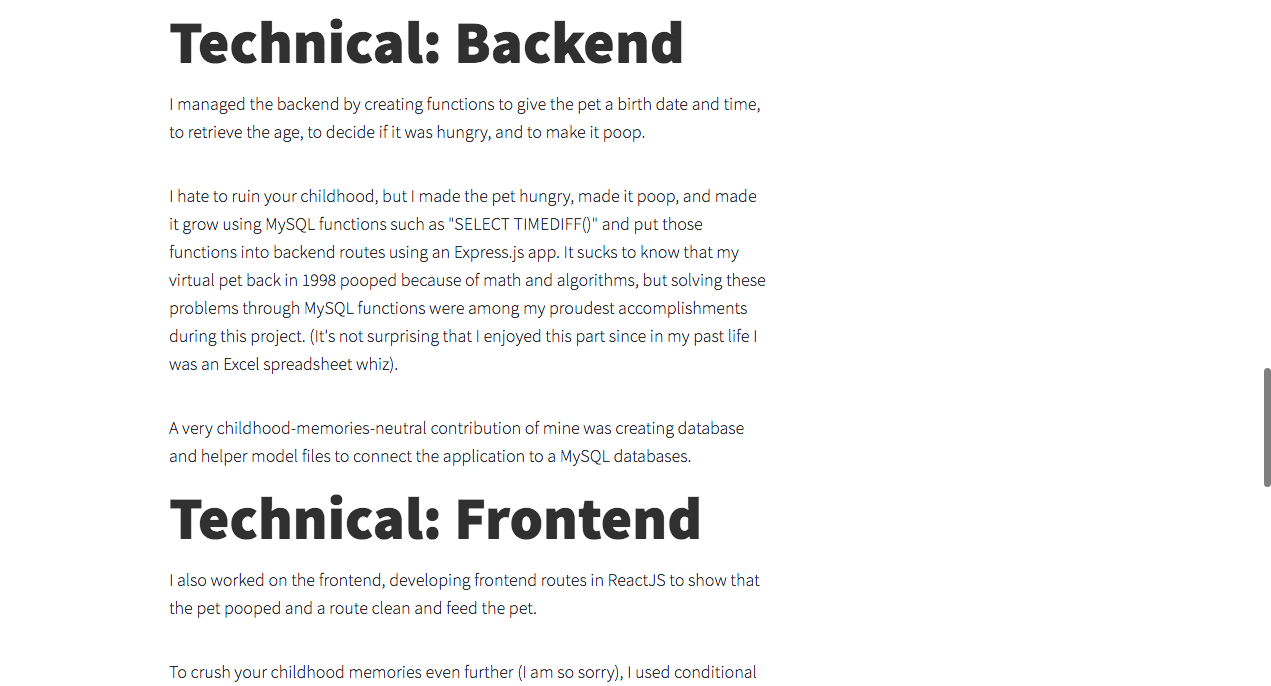 Technical: Backend
I managed the backend by creating functions to give the pet a birth date and time,
to retrieve the age, to decide if it was hungry, and to make it poop.
I hate to ruin your childhood, but I made the pet hungry, made it poop, and made
it grow using MySQL functions such as "SELECT TIMEDIFF()" and put those
functions into backend routes using an Express.js app. It sucks to know that my
virtual pet back in 1998 pooped because of math and algorithms, but solving these
problems through MySQL functions were among my proudest accomplishments
during this project. (It's not surprising that I enjoyed this part since in my past life I
was an Excel spreadsheet whiz).
A very childhood-memories-neutral contribution of mine was creating database
and helper model files to connect the application to a MySQL databases.
Technical: Frontend
I also worked on the frontend, developing frontend routes in ReactJS to show that
the pet pooped and a route clean and feed the pet.
To crush your childhood memories even further (I am so sorry), I used conditional